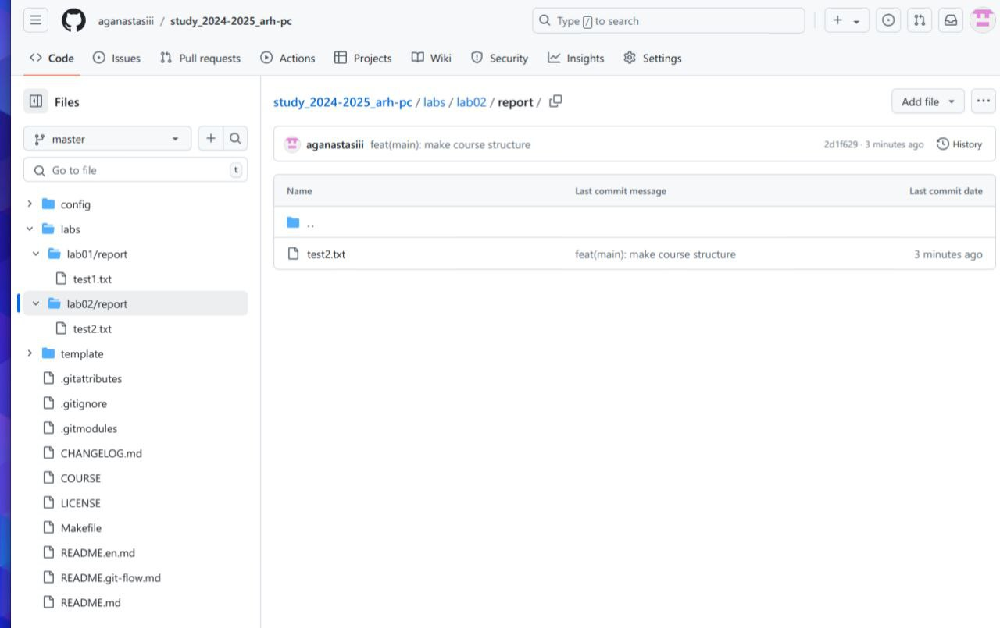 aganastasiii / study_2024-2025_arh-pc
Type / to search
Code Issues Pull requests Actions Projects Wiki Security Insights Settings
Files
master
Go to file t
config
labs
lab01/report
test1.txt
lab02/report
test2.txt
template
.gitattributes
.gitignore
.gitmodules
CHANGELOG.md
COURSE
LICENSE
Makefile
README.en.md
README.git-flow.md
README.md
study_2024-2025_arh-pc / labs / lab02 / report /
Add file
aganastasiii feat(main): make course structure 2d1f629 · 3 minutes ago History
Name Last commit message Last commit date
..
test2.txt feat(main): make course structure 3 minutes ago